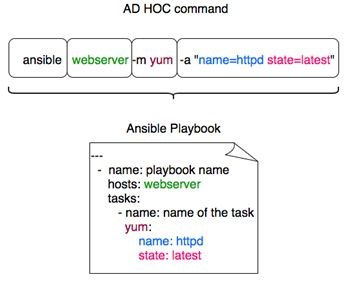 AD HOC command
ansible webserver -m yum -a "name=httpd state=latest"
Ansible Playbook
---
- name: playbook name
hosts: webserver
tasks:
- name: name of the task
yum:
name: httpd
state: latest